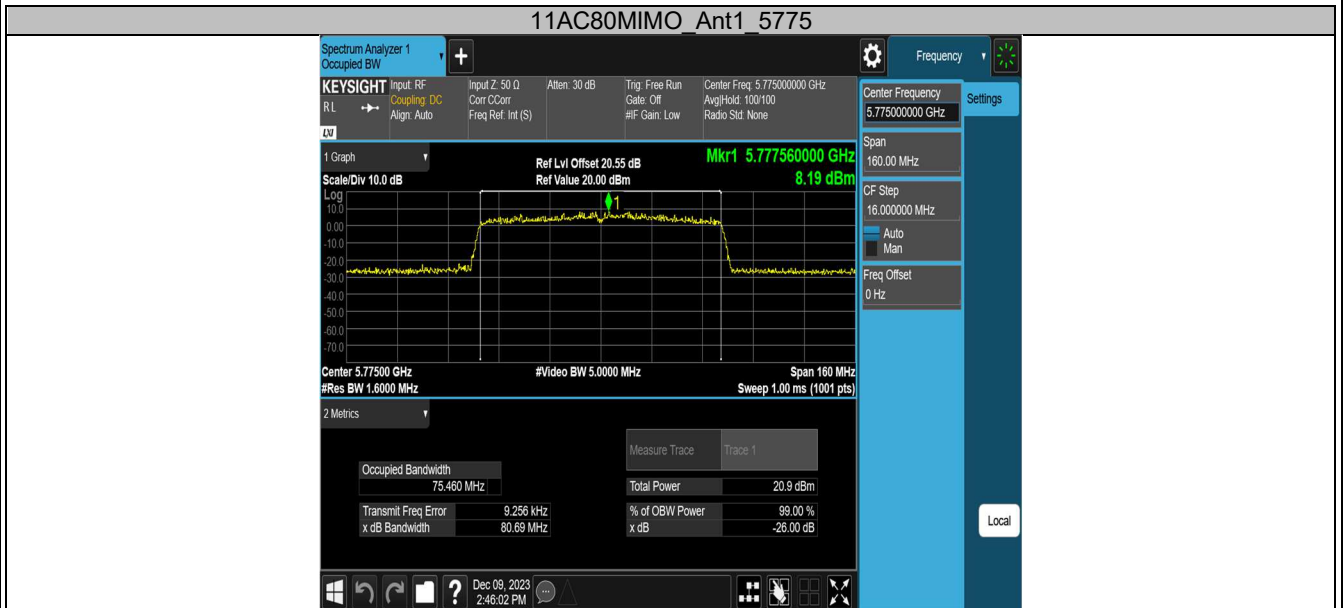 11AC80MIMO_Ant1_5775
Spectrum Analyzer 1
Occupied BW
+
Frequency
KEYSIGHT
RL
LXI
Input: RF
Coupling: DC
Align: Auto
Input Z: 50 Ω
Corr CCorr
Freq Ref: Int (S)
Atten: 30 dB
Trig: Free Run
Gate: Off
#IF Gain: Low
Center Freq: 5.775000000 GHz
Avg|Hold: 100/100
Radio Std: None
Center Frequency
5.775000000 GHz
Settings
Span
160.00 MHz
CF Step
16.000000 MHz
Auto
Man
Freq Offset
0 Hz
Local
1 Graph
Scale/Div 10.0 dB
Ref Lvl Offset 20.55 dB
Ref Value 20.00 dBm
Mkr1 5.777560000 GHz
8.19 dBm
Log
10.0
0.00
-10.0
-20.0
-30.0
-40.0
-50.0
-60.0
-70.0
1
Center 5.77500 GHz
#Res BW 1.6000 MHz
#Video BW 5.0000 MHz
Span 160 MHz
Sweep 1.00 ms (1001 pts)
2 Metrics
Measure Trace Trace 1
Occupied Bandwidth
75.460 MHz
Total Power 20.9 dBm
Transmit Freq Error 9.256 kHz
% of OBW Power 99.00 %
x dB Bandwidth 80.69 MHz
x dB -26.00 dB
?
Dec 09, 2023
2:46:02 PM